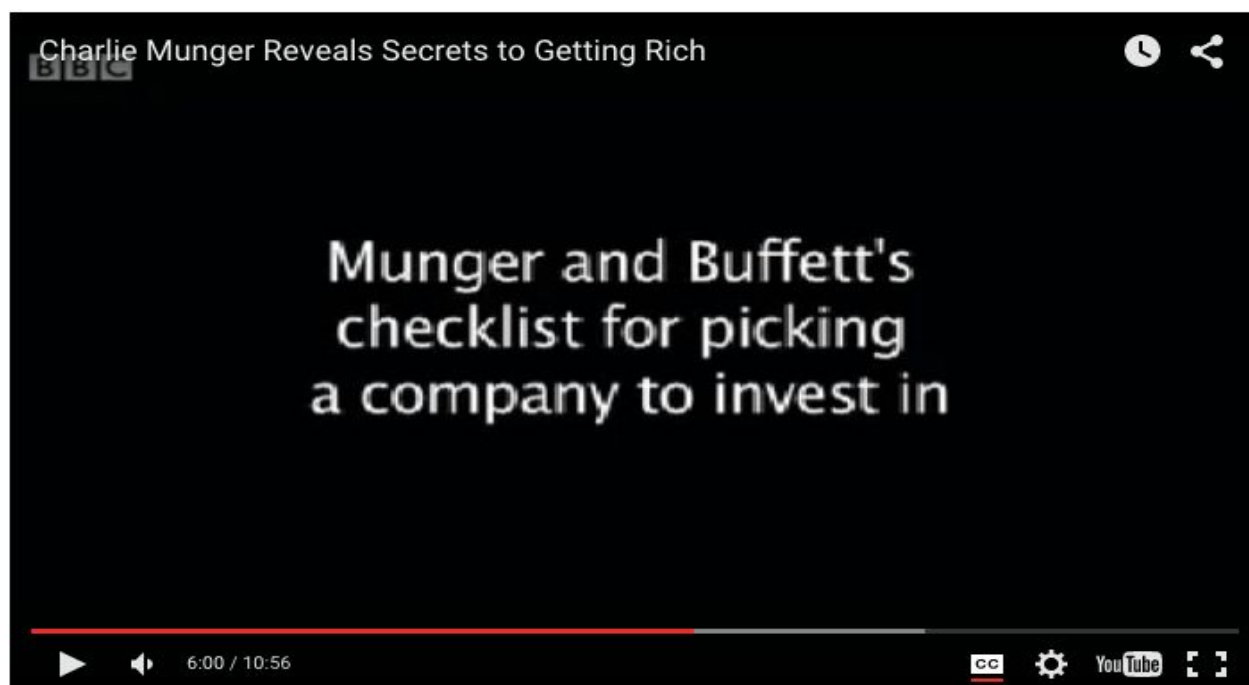 Charlie Munger Reveals Secrets to Getting Rich
BBC
Munger and Buffett's
checklist for picking
a company to invest in
6:00 / 10:56
CC
YouTube